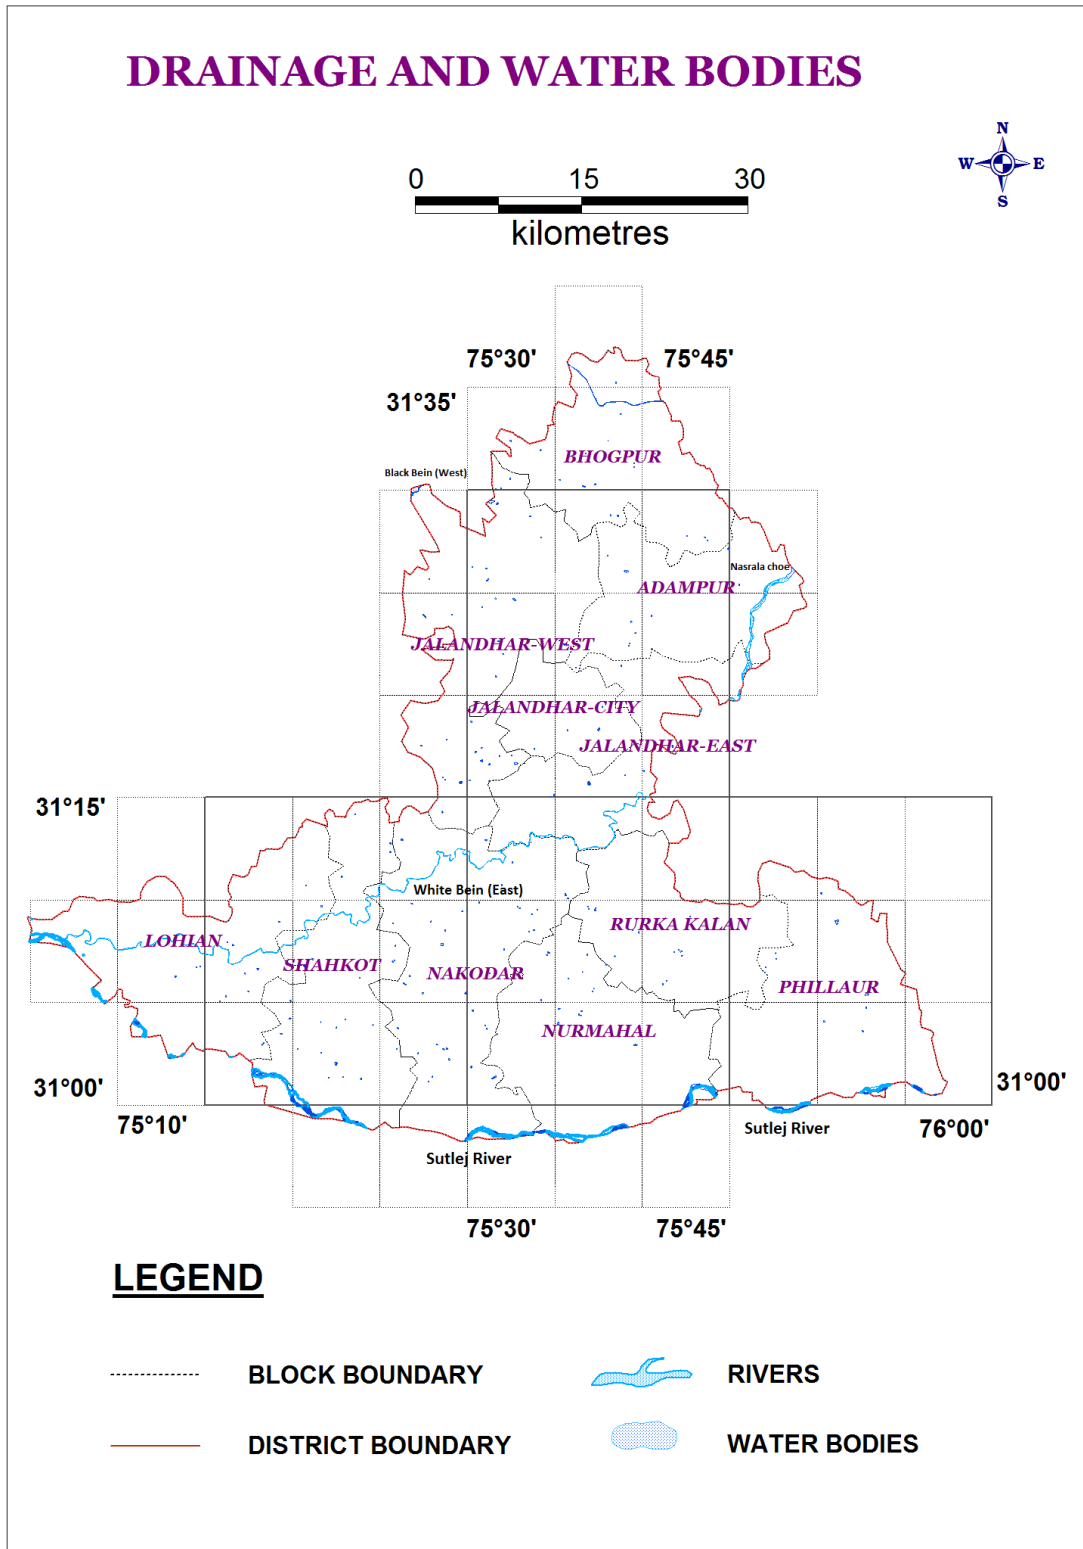 DRAINAGE AND WATER BODIES
N
W E
S
0 15 30
kilometres
75°30' 75°45'
31°35'
BHOGPUR
Black Bein (West)
Nasrala choe
ADAMPUR
JALANDHAR-WEST
JALANDHAR-CITY
JALANDHAR-EAST
31°15'
White Bein (East)
RURKA KALAN
LOHIAN
SHAHKOT
NAKODAR
PHILLAUR
NURMAHAL
31°00' 31°00'
75°10' 76°00'
Sutlej River
Sutlej River
75°30' 75°45'
LEGEND
BLOCK BOUNDARY RIVERS
DISTRICT BOUNDARY WATER BODIES